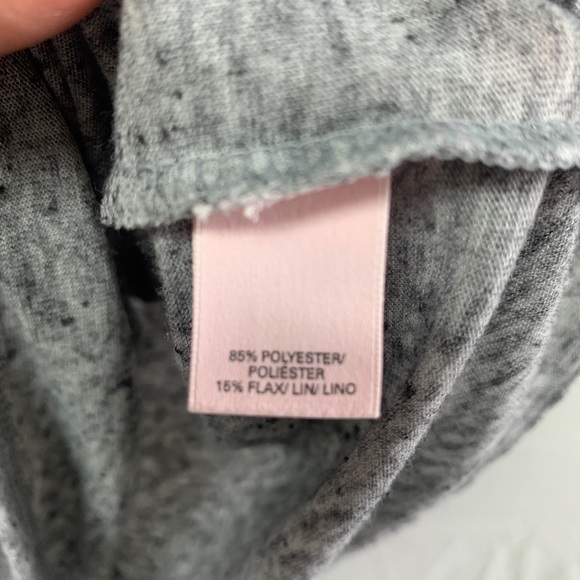 85% POLYESTER/
POLIÉSTER
15% FLAX/ LIN/ LINO